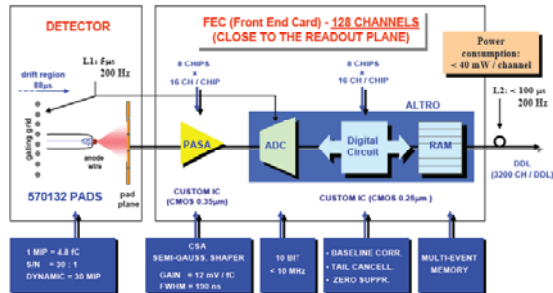 DETECTOR
FEC (Front End Card) - 128 CHANNELS
(CLOSE TO THE READOUT PLANE)
Power
consumption:
< 40 mW / channel
L1: 5µs
200 Hz
drift region
88µs
8 CHIPS
x
16 CH / CHIP
8 CHIPS
x
16 CH / CHIP
L2: < 100 µs
200 Hz
ALTRO
gating grid
anode
wire
pad
plane
570132 PADS
PASA
ADC
Digital
Circuit
RAM
DDL
(3200 CH / DDL)
CUSTOM IC
(CMOS 0.35µm)
CUSTOM IC (CMOS 0.25µm )
1 MIP = 4.8 fC
S/N = 30 : 1
DYNAMIC = 30 MIP
CSA
SEMI-GAUSS. SHAPER
GAIN = 12 mV / fC
FWHM = 190 ns
10 BIT
< 10 MHz
• BASELINE CORR.
• TAIL CANCELL.
• ZERO SUPPR.
MULTI-EVENT
MEMORY